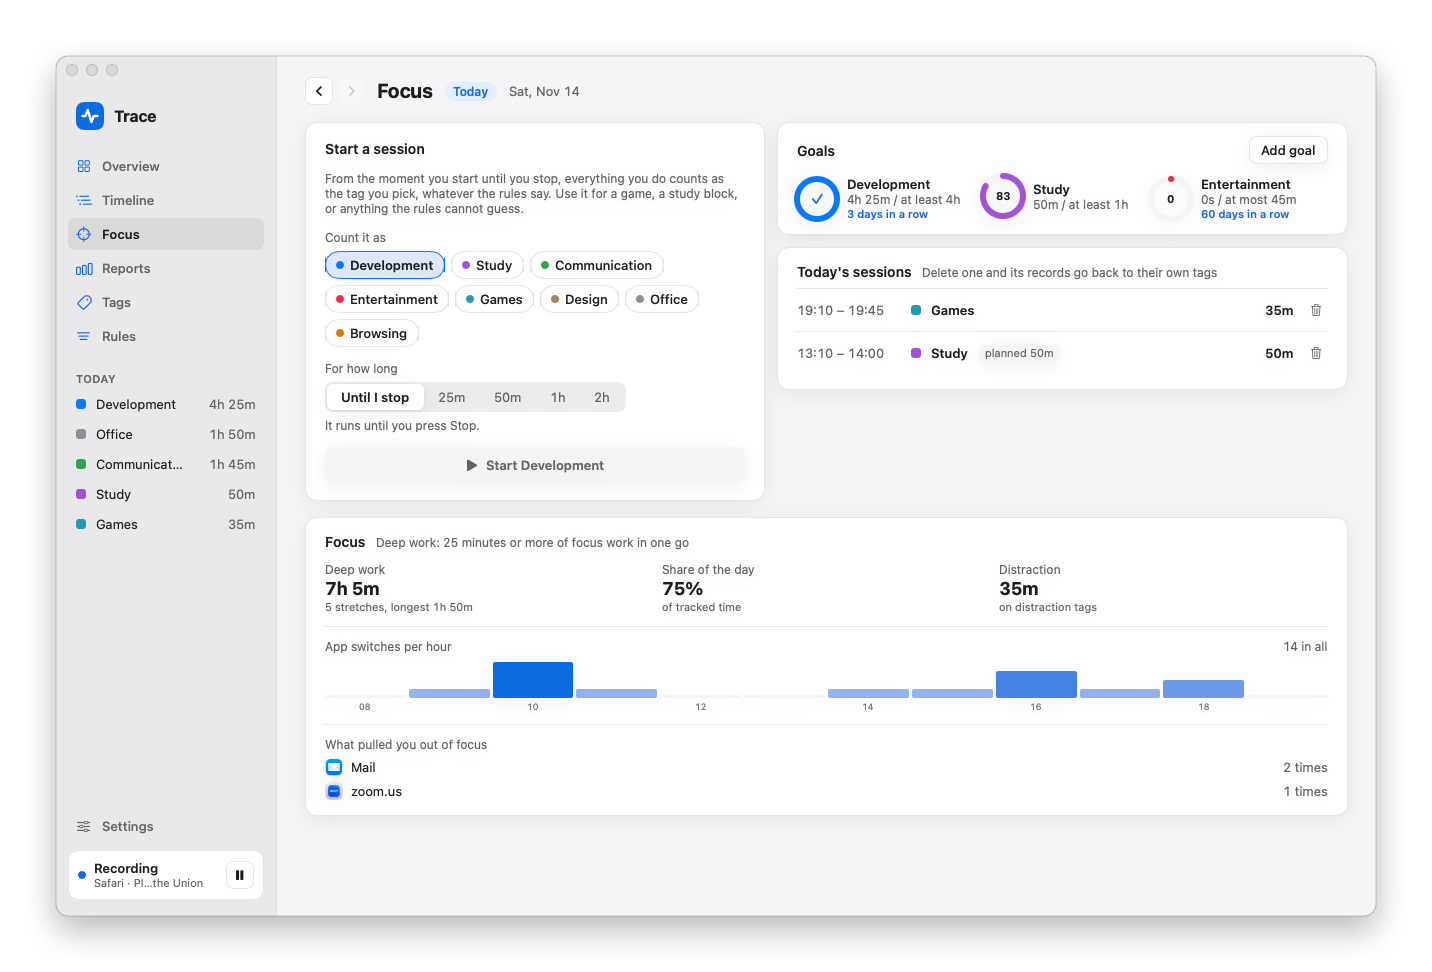 Trace
Overview
Timeline
Focus
Reports
Tags
Rules
TODAY
Development 4h 25m
Office 1h 50m
Communicat... 1h 45m
Study 50m
Games 35m
Settings
Recording
Safari · Pl...the Union
Focus Today Sat, Nov 14
Start a session
From the moment you start until you stop, everything you do counts as
the tag you pick, whatever the rules say. Use it for a game, a study block,
or anything the rules cannot guess.
Count it as
Development Study Communication
Entertainment Games Design Office
Browsing
For how long
Until I stop 25m 50m 1h 2h
It runs until you press Stop.
Start Development
Goals Add goal
Development
4h 25m / at least 4h
3 days in a row
83
Study
50m / at least 1h
0
Entertainment
0s / at most 45m
60 days in a row
Today's sessions Delete one and its records go back to their own tags
19:10 – 19:45 Games 35m
13:10 – 14:00 Study planned 50m 50m
Focus Deep work: 25 minutes or more of focus work in one go
Deep work
7h 5m
5 stretches, longest 1h 50m
Share of the day
75%
of tracked time
Distraction
35m
on distraction tags
App switches per hour 14 in all
08 10 12 14 16 18
What pulled you out of focus
Mail 2 times
zoom.us 1 times